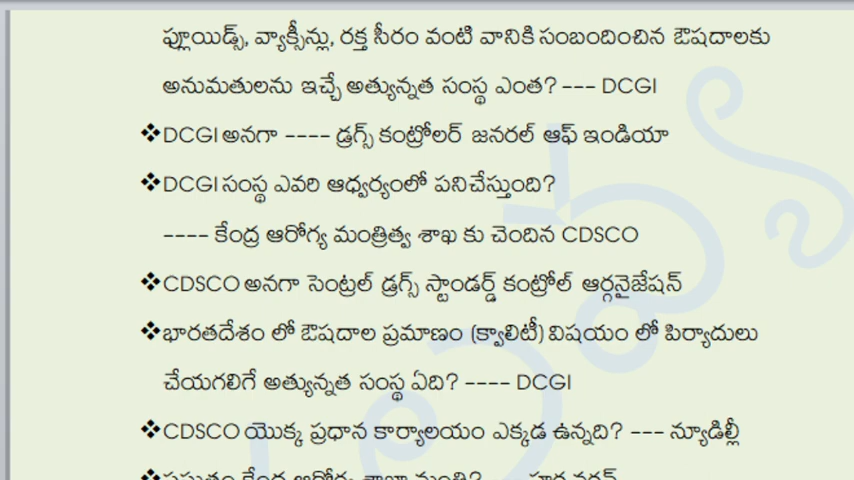 ఫ్లూయిడ్స్, వ్యాక్సీన్లు, రక్త సీరం వంటి వానికి సంబందించిన ఔషదాలకు
అనుమతులను ఇచ్చే అత్యున్నత సంస్థ ఎంత? --- DCGI
❖DCGI అనగా ---- డ్రగ్స్ కంట్రోలర్ జనరల్ ఆఫ్ ఇండియా
❖DCGI సంస్థ ఎవరి ఆధ్వర్యంలో పనిచేస్తుంది?
---- కేంద్ర ఆరోగ్య మంత్రిత్వ శాఖ కు చెందిన CDSCO
❖CDSCO అనగా సెంట్రల్ డ్రగ్స్ స్టాండర్డ్ కంట్రోల్ ఆర్గనైజేషన్
❖భారతదేశం లో ఔషదాల ప్రమాణం (క్వాలిటీ) విషయం లో పిర్యాదులు
చేయగలిగే అత్యున్నత సంస్థ ఏది? ---- DCGI
❖CDSCO యొక్క ప్రధాన కార్యాలయం ఎక్కడ ఉన్నది? --- న్యూడిల్లీ